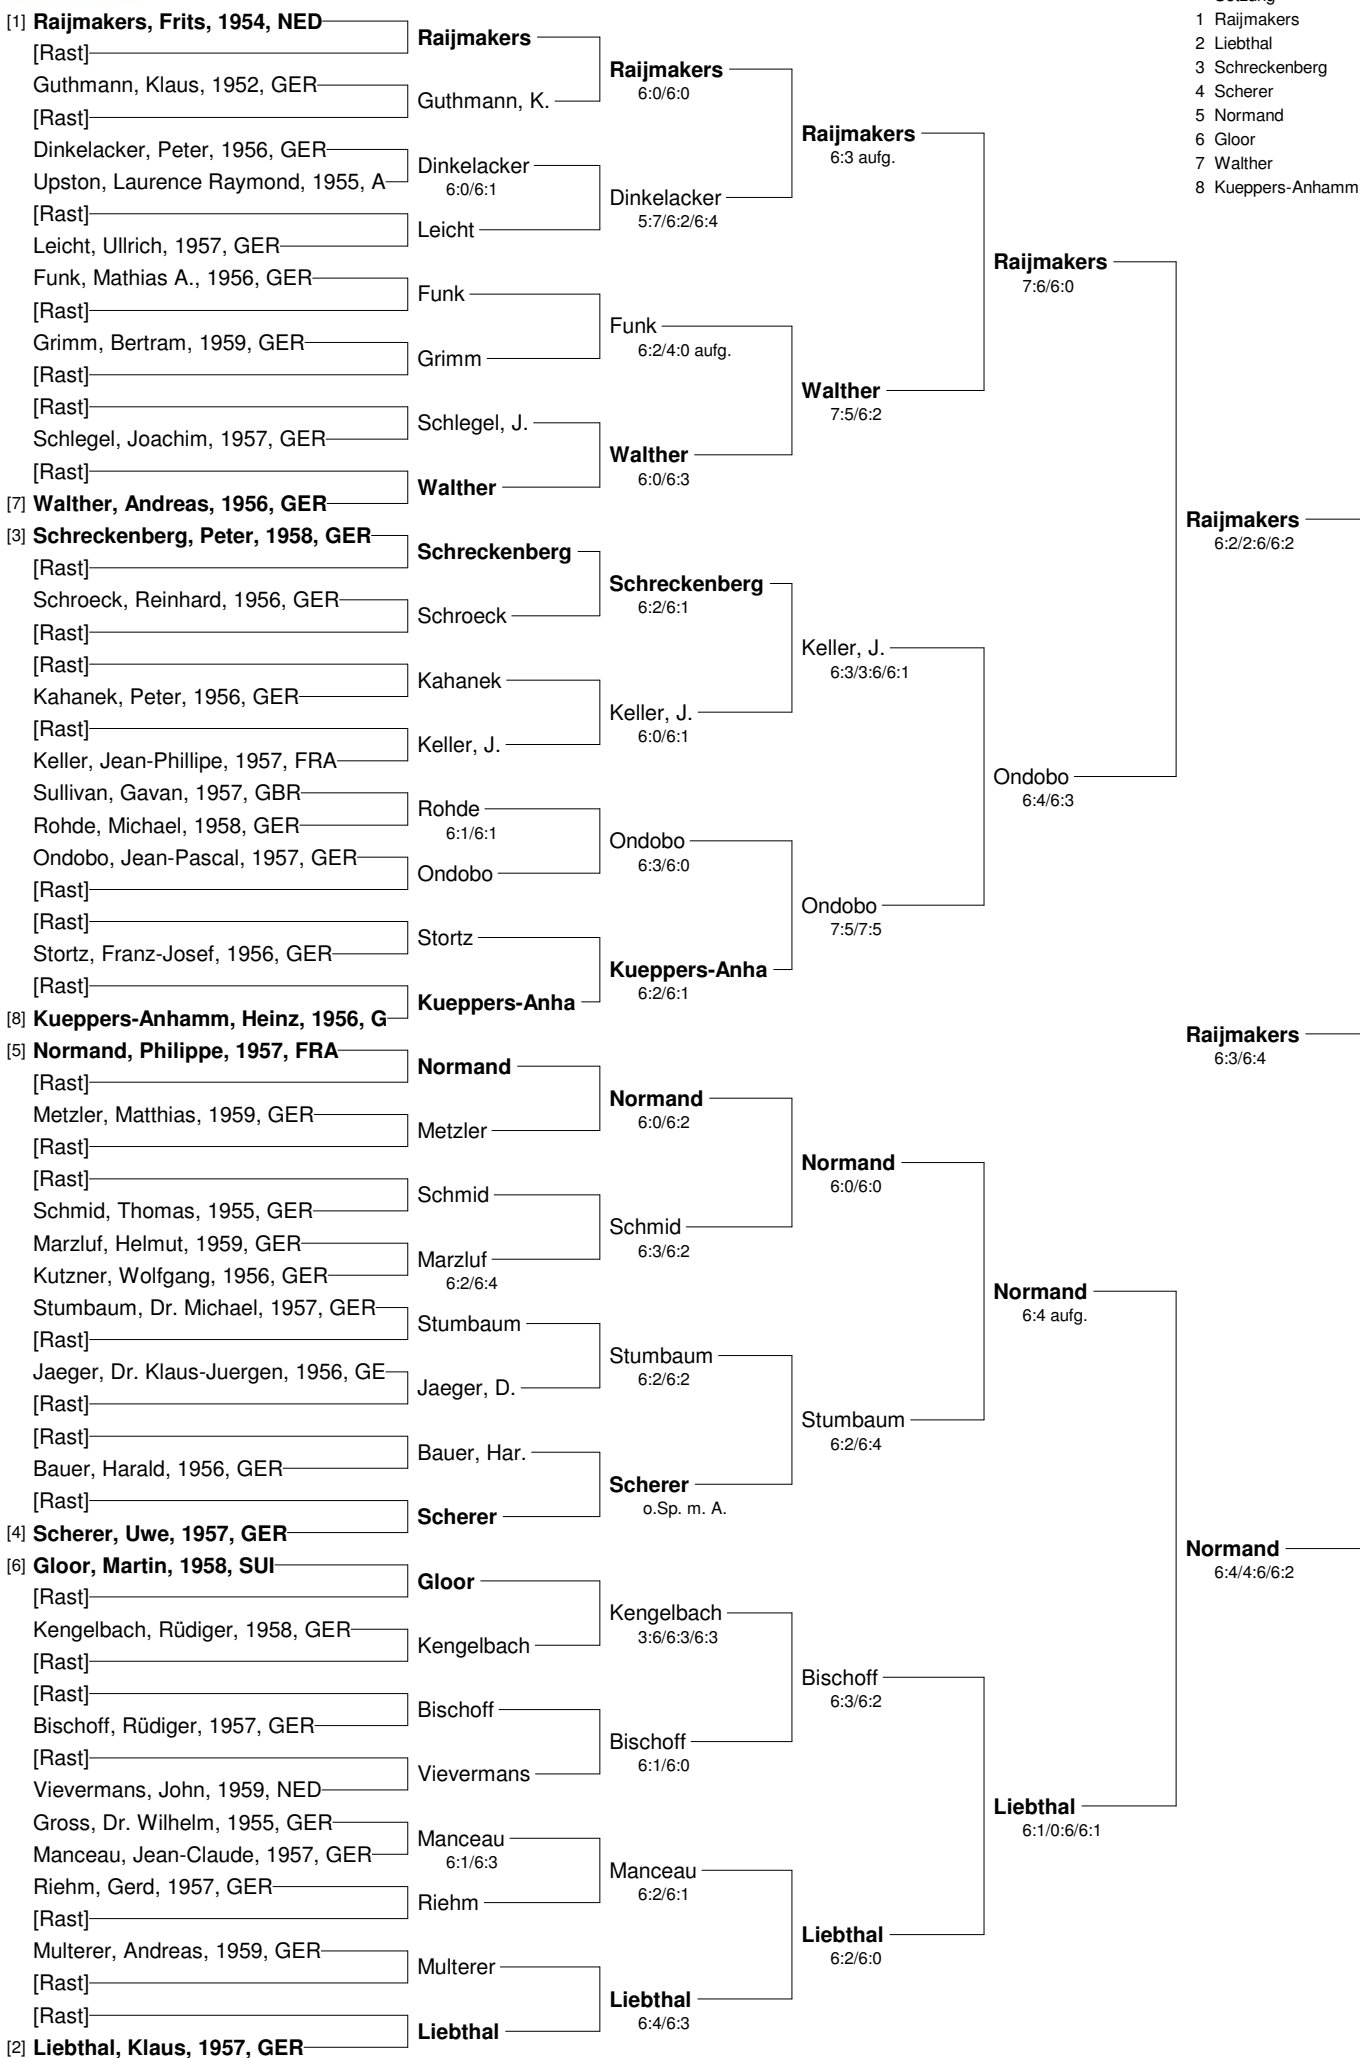 Setzung
1 Raijmakers
2 Liebthal
3 Schreckenberg
4 Scherer
5 Normand
6 Gloor
7 Walther
8 Kueppers-Anhamm
[1] Raijmakers, Frits, 1954, NED
[Rast]
Guthmann, Klaus, 1952, GER
[Rast]
Dinkelacker, Peter, 1956, GER
Upston, Laurence Raymond, 1955, A
[Rast]
Leicht, Ullrich, 1957, GER
Funk, Mathias A., 1956, GER
[Rast]
Grimm, Bertram, 1959, GER
[Rast]
[Rast]
Schlegel, Joachim, 1957, GER
[Rast]
[7] Walther, Andreas, 1956, GER
[3] Schreckenberg, Peter, 1958, GER
[Rast]
Schroeck, Reinhard, 1956, GER
[Rast]
[Rast]
Kahanek, Peter, 1956, GER
[Rast]
Keller, Jean-Phillipe, 1957, FRA
Sullivan, Gavan, 1957, GBR
Rohde, Michael, 1958, GER
Ondobo, Jean-Pascal, 1957, GER
[Rast]
[Rast]
Stortz, Franz-Josef, 1956, GER
[Rast]
[8] Kueppers-Anhamm, Heinz, 1956, G
[5] Normand, Philippe, 1957, FRA
[Rast]
Metzler, Matthias, 1959, GER
[Rast]
[Rast]
Schmid, Thomas, 1955, GER
Marzluf, Helmut, 1959, GER
Kutzner, Wolfgang, 1956, GER
Stumbaum, Dr. Michael, 1957, GER
[Rast]
Jaeger, Dr. Klaus-Juergen, 1956, GE
[Rast]
[Rast]
Bauer, Harald, 1956, GER
[Rast]
[4] Scherer, Uwe, 1957, GER
[6] Gloor, Martin, 1958, SUI
[Rast]
Kengelbach, Rüdiger, 1958, GER
[Rast]
[Rast]
Bischoff, Rüdiger, 1957, GER
[Rast]
Vievermans, John, 1959, NED
Gross, Dr. Wilhelm, 1955, GER
Manceau, Jean-Claude, 1957, GER
Riehm, Gerd, 1957, GER
[Rast]
Multerer, Andreas, 1959, GER
[Rast]
[Rast]
[2] Liebthal, Klaus, 1957, GER
Raijmakers
Guthmann, K.
Dinkelacker
6:0/6:1
Leicht
Funk
Grimm
Schlegel, J.
Walther
Schreckenberg
Schroeck
Kahanek
Keller, J.
Rohde
6:1/6:1
Ondobo
Stortz
Kueppers-Anha
Normand
Metzler
Schmid
Marzluf
6:2/6:4
Stumbaum
Jaeger, D.
Bauer, Har.
Scherer
Gloor
Kengelbach
Bischoff
Vievermans
Manceau
6:1/6:3
Riehm
Multerer
Liebthal
Raijmakers
6:0/6:0
Dinkelacker
5:7/6:2/6:4
Funk
6:2/4:0 aufg.
Walther
6:0/6:3
Schreckenberg
6:2/6:1
Keller, J.
6:0/6:1
Ondobo
6:3/6:0
Kueppers-Anha
6:2/6:1
Normand
6:0/6:2
Schmid
6:3/6:2
Stumbaum
6:2/6:2
Scherer
o.Sp. m. A.
Kengelbach
3:6/6:3/6:3
Bischoff
6:1/6:0
Manceau
6:2/6:1
Liebthal
6:4/6:3
Raijmakers
6:3 aufg.
Walther
7:5/6:2
Keller, J.
6:3/3:6/6:1
Ondobo
7:5/7:5
Normand
6:0/6:0
Stumbaum
6:2/6:4
Bischoff
6:3/6:2
Liebthal
6:2/6:0
Raijmakers
7:6/6:0
Ondobo
6:4/6:3
Normand
6:4 aufg.
Liebthal
6:1/0:6/6:1
Raijmakers
6:2/2:6/6:2
Raijmakers
6:3/6:4
Normand
6:4/4:6/6:2